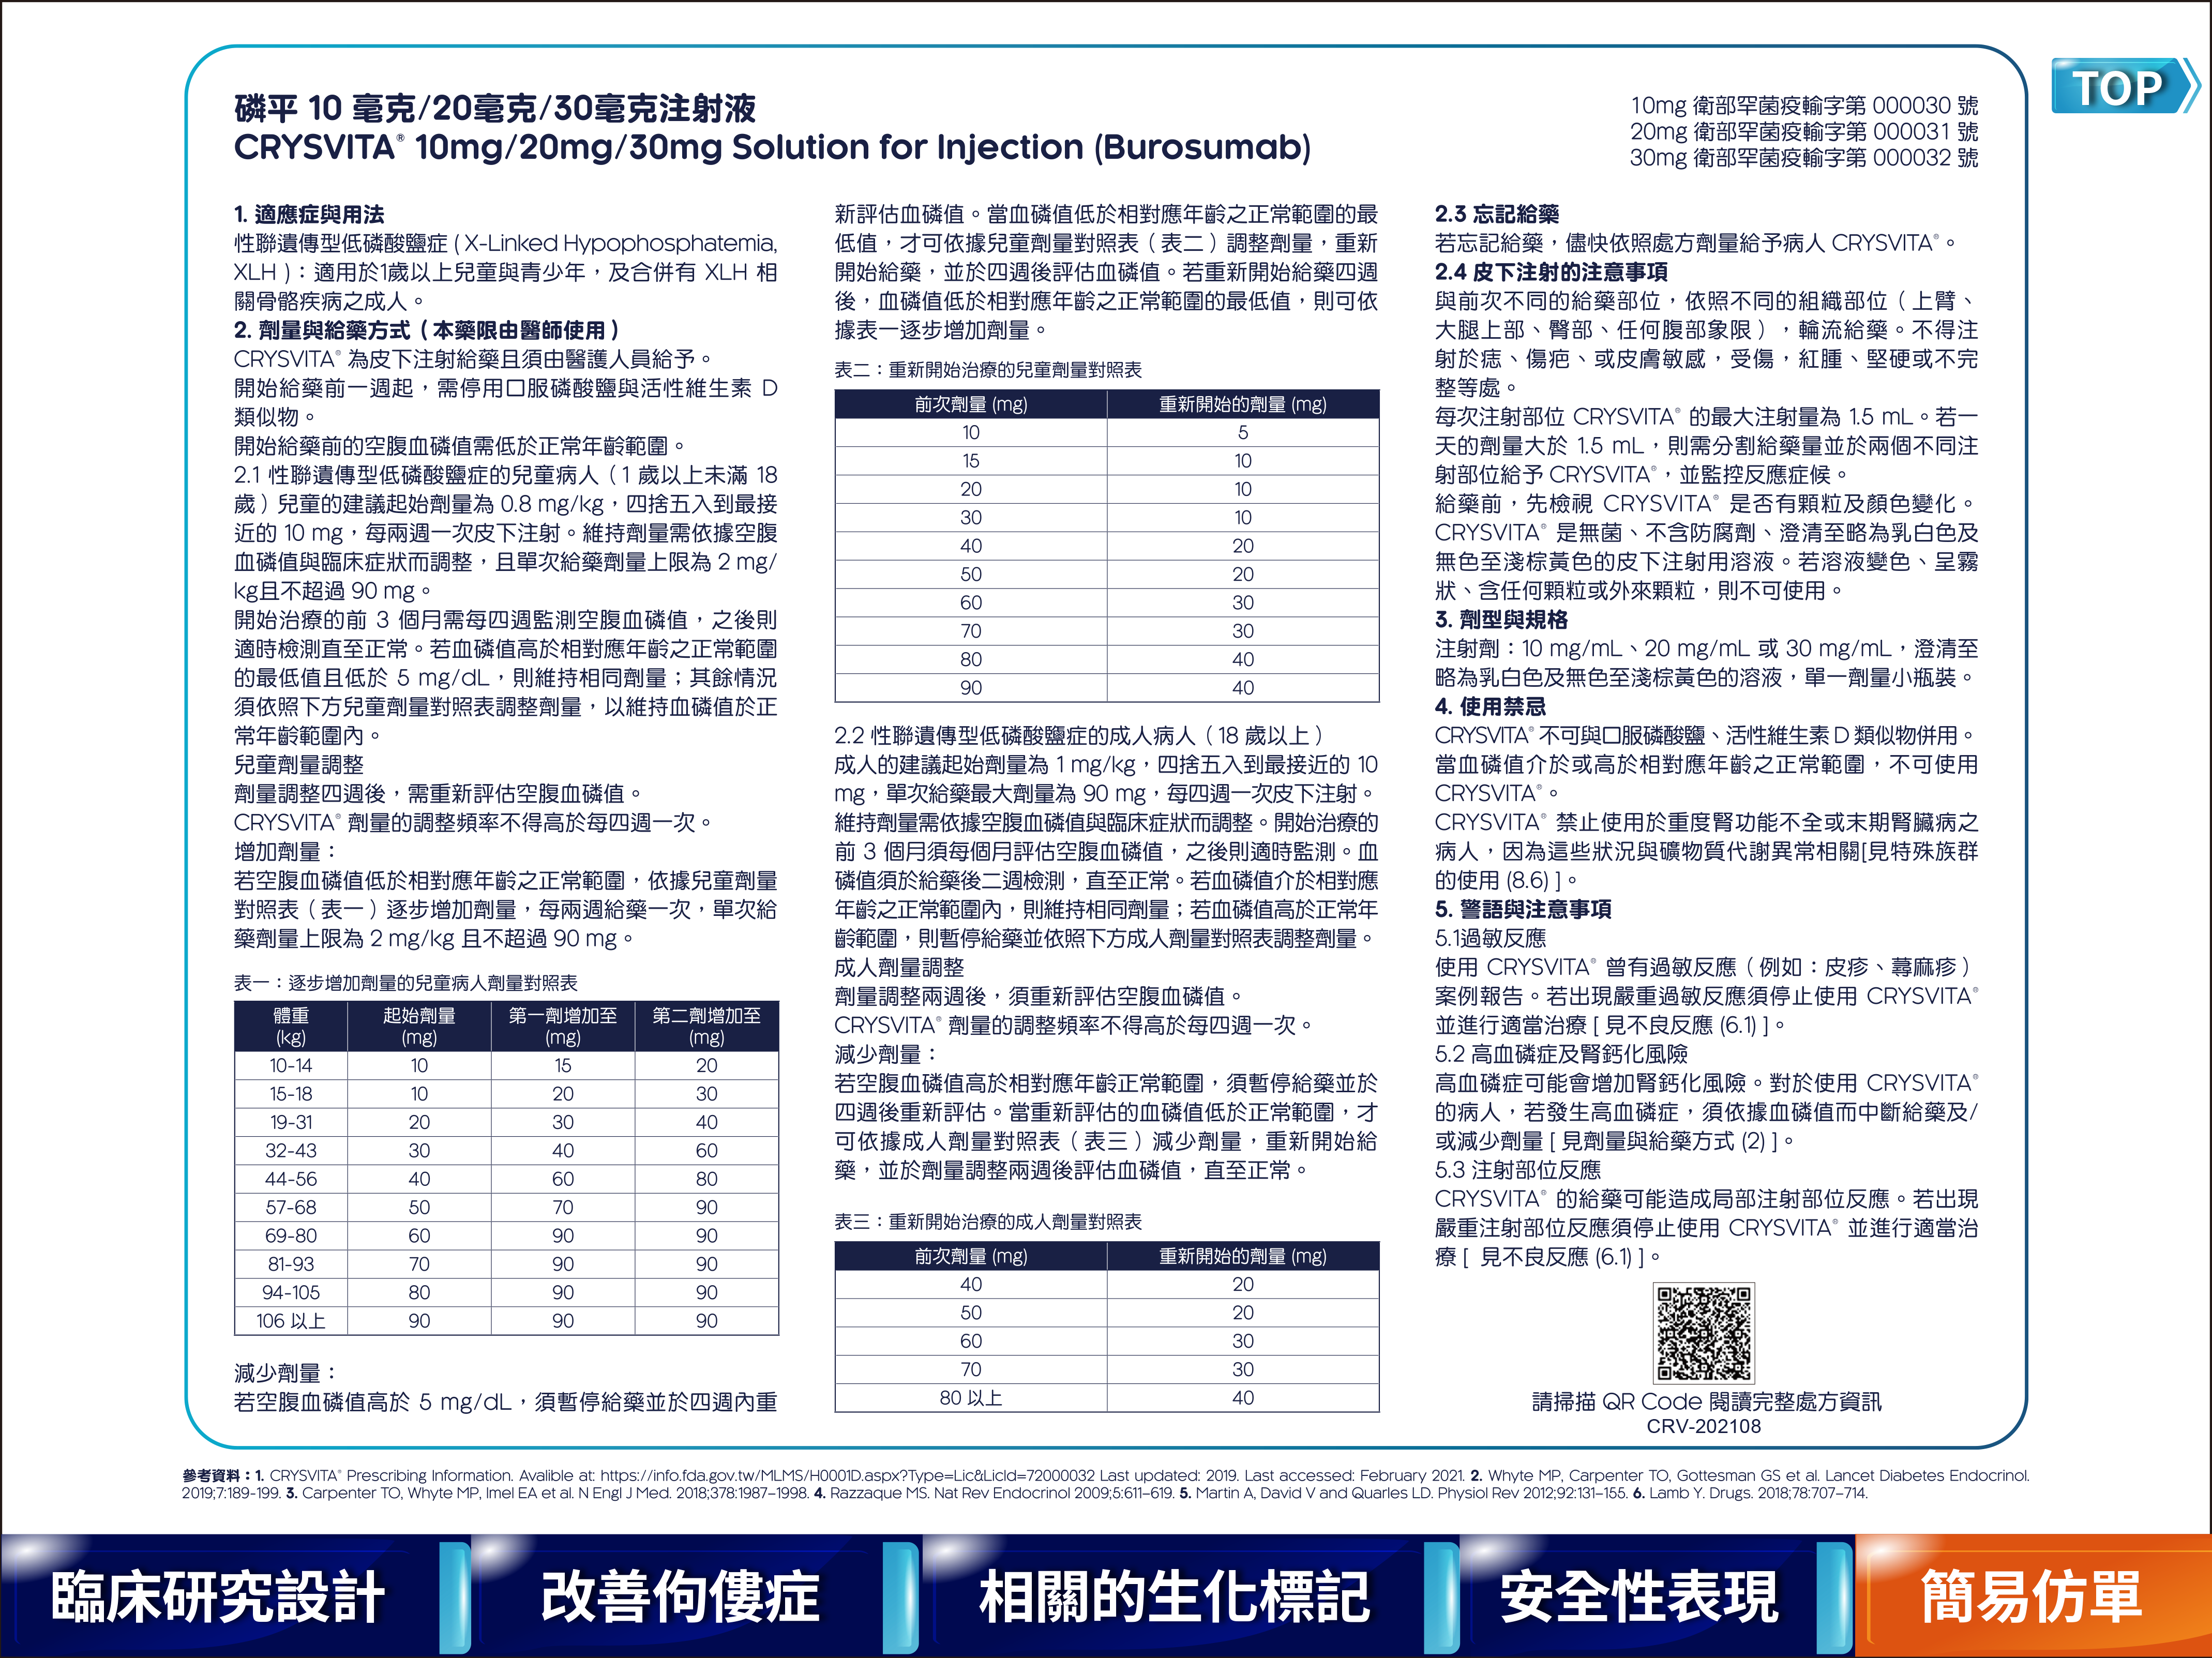 TOP
磷平 10 毫克/20毫克/30毫克注射液
CRYSVITA® 10mg/20mg/30mg Solution for Injection (Burosumab)
10mg 衛部罕菌疫輸字第 000030 號
20mg 衛部罕菌疫輸字第 000031 號
30mg 衛部罕菌疫輸字第 000032 號
1. 適應症與用法
性聯遺傳型低磷酸鹽症 ( X-Linked Hypophosphatemia,
XLH )：適用於1歲以上兒童與青少年，及合併有 XLH 相
關骨骼疾病之成人。
2. 劑量與給藥方式（本藥限由醫師使用）
CRYSVITA® 為皮下注射給藥且須由醫護人員給予。
開始給藥前一週起，需停用口服磷酸鹽與活性維生素 D
類似物。
開始給藥前的空腹血磷值需低於正常年齡範圍。
2.1 性聯遺傳型低磷酸鹽症的兒童病人（1 歲以上未滿 18
歲）兒童的建議起始劑量為 0.8 mg/kg，四捨五入到最接
近的 10 mg，每兩週一次皮下注射。維持劑量需依據空腹
血磷值與臨床症狀而調整，且單次給藥劑量上限為 2 mg/
kg且不超過 90 mg。
開始治療的前 3 個月需每四週監測空腹血磷值，之後則
適時檢測直至正常。若血磷值高於相對應年齡之正常範圍
的最低值且低於 5 mg/dL，則維持相同劑量；其餘情況
須依照下方兒童劑量對照表調整劑量，以維持血磷值於正
常年齡範圍內。
兒童劑量調整
劑量調整四週後，需重新評估空腹血磷值。
CRYSVITA® 劑量的調整頻率不得高於每四週一次。
增加劑量：
若空腹血磷值低於相對應年齡之正常範圍，依據兒童劑量
對照表（表一）逐步增加劑量，每兩週給藥一次，單次給
藥劑量上限為 2 mg/kg 且不超過 90 mg。
表一：逐步增加劑量的兒童病人劑量對照表
體重 起始劑量 第一劑增加至 第二劑增加至
(kg) (mg) (mg) (mg)
10-14 10 15 20
15-18 10 20 30
19-31 20 30 40
32-43 30 40 60
44-56 40 60 80
57-68 50 70 90
69-80 60 90 90
81-93 70 90 90
94-105 80 90 90
106 以上 90 90 90
減少劑量：
若空腹血磷值高於 5 mg/dL，須暫停給藥並於四週內重
新評估血磷值。當血磷值低於相對應年齡之正常範圍的最
低值，才可依據兒童劑量對照表（表二）調整劑量，重新
開始給藥，並於四週後評估血磷值。若重新開始給藥四週
後，血磷值低於相對應年齡之正常範圍的最低值，則可依
據表一逐步增加劑量。
表二：重新開始治療的兒童劑量對照表
前次劑量 (mg) 重新開始的劑量 (mg)
10 5
15 10
20 10
30 10
40 20
50 20
60 30
70 30
80 40
90 40
2.2 性聯遺傳型低磷酸鹽症的成人病人（18 歲以上）
成人的建議起始劑量為 1 mg/kg，四捨五入到最接近的 10
mg，單次給藥最大劑量為 90 mg，每四週一次皮下注射。
維持劑量需依據空腹血磷值與臨床症狀而調整。開始治療的
前 3 個月須每個月評估空腹血磷值，之後則適時監測。血
磷值須於給藥後二週檢測，直至正常。若血磷值介於相對應
年齡之正常範圍內，則維持相同劑量；若血磷值高於正常年
齡範圍，則暫停給藥並依照下方成人劑量對照表調整劑量。
成人劑量調整
劑量調整兩週後，須重新評估空腹血磷值。
CRYSVITA® 劑量的調整頻率不得高於每四週一次。
減少劑量：
若空腹血磷值高於相對應年齡正常範圍，須暫停給藥並於
四週後重新評估。當重新評估的血磷值低於正常範圍，才
可依據成人劑量對照表（表三）減少劑量，重新開始給
藥，並於劑量調整兩週後評估血磷值，直至正常。
表三：重新開始治療的成人劑量對照表
前次劑量 (mg) 重新開始的劑量 (mg)
40 20
50 20
60 30
70 30
80 以上 40
2.3 忘記給藥
若忘記給藥，儘快依照處方劑量給予病人 CRYSVITA®。
2.4 皮下注射的注意事項
與前次不同的給藥部位，依照不同的組織部位（上臂、
大腿上部、臀部、任何腹部象限），輪流給藥。不得注
射於痣、傷疤、或皮膚敏感，受傷，紅腫、堅硬或不完
整等處。
每次注射部位 CRYSVITA® 的最大注射量為 1.5 mL。若一
天的劑量大於 1.5 mL，則需分割給藥量並於兩個不同注
射部位給予 CRYSVITA®，並監控反應症候。
給藥前，先檢視 CRYSVITA® 是否有顆粒及顏色變化。
CRYSVITA® 是無菌、不含防腐劑、澄清至略為乳白色及
無色至淺棕黃色的皮下注射用溶液。若溶液變色、呈霧
狀、含任何顆粒或外來顆粒，則不可使用。
3. 劑型與規格
注射劑：10 mg/mL、20 mg/mL 或 30 mg/mL，澄清至
略為乳白色及無色至淺棕黃色的溶液，單一劑量小瓶裝。
4. 使用禁忌
CRYSVITA® 不可與口服磷酸鹽、活性維生素 D 類似物併用。
當血磷值介於或高於相對應年齡之正常範圍，不可使用
CRYSVITA®。
CRYSVITA® 禁止使用於重度腎功能不全或末期腎臟病之
病人，因為這些狀況與礦物質代謝異常相關[見特殊族群
的使用 (8.6) ]。
5. 警語與注意事項
5.1過敏反應
使用 CRYSVITA® 曾有過敏反應（例如：皮疹、蕁麻疹）
案例報告。若出現嚴重過敏反應須停止使用 CRYSVITA®
並進行適當治療 [ 見不良反應 (6.1) ]。
5.2 高血磷症及腎鈣化風險
高血磷症可能會增加腎鈣化風險。對於使用 CRYSVITA®
的病人，若發生高血磷症，須依據血磷值而中斷給藥及/
或減少劑量 [ 見劑量與給藥方式 (2) ]。
5.3 注射部位反應
CRYSVITA® 的給藥可能造成局部注射部位反應。若出現
嚴重注射部位反應須停止使用 CRYSVITA® 並進行適當治
療 [ 見不良反應 (6.1) ]。
請掃描 QR Code 閱讀完整處方資訊
CRV-202108
參考資料：1. CRYSVITA® Prescribing Information. Avalible at: https://info.fda.gov.tw/MLMS/H0001D.aspx?Type=Lic&LicId=72000032 Last updated: 2019. Last accessed: February 2021. 2. Whyte MP, Carpenter TO, Gottesman GS et al. Lancet Diabetes Endocrinol.
2019;7:189-199. 3. Carpenter TO, Whyte MP, Imel EA et al. N Engl J Med. 2018;378:1987–1998. 4. Razzaque MS. Nat Rev Endocrinol 2009;5:611–619. 5. Martin A, David V and Quarles LD. Physiol Rev 2012;92:131–155. 6. Lamb Y. Drugs. 2018;78:707–714.
臨床研究設計 改善佝僂症 相關的生化標記 安全性表現 簡易仿單